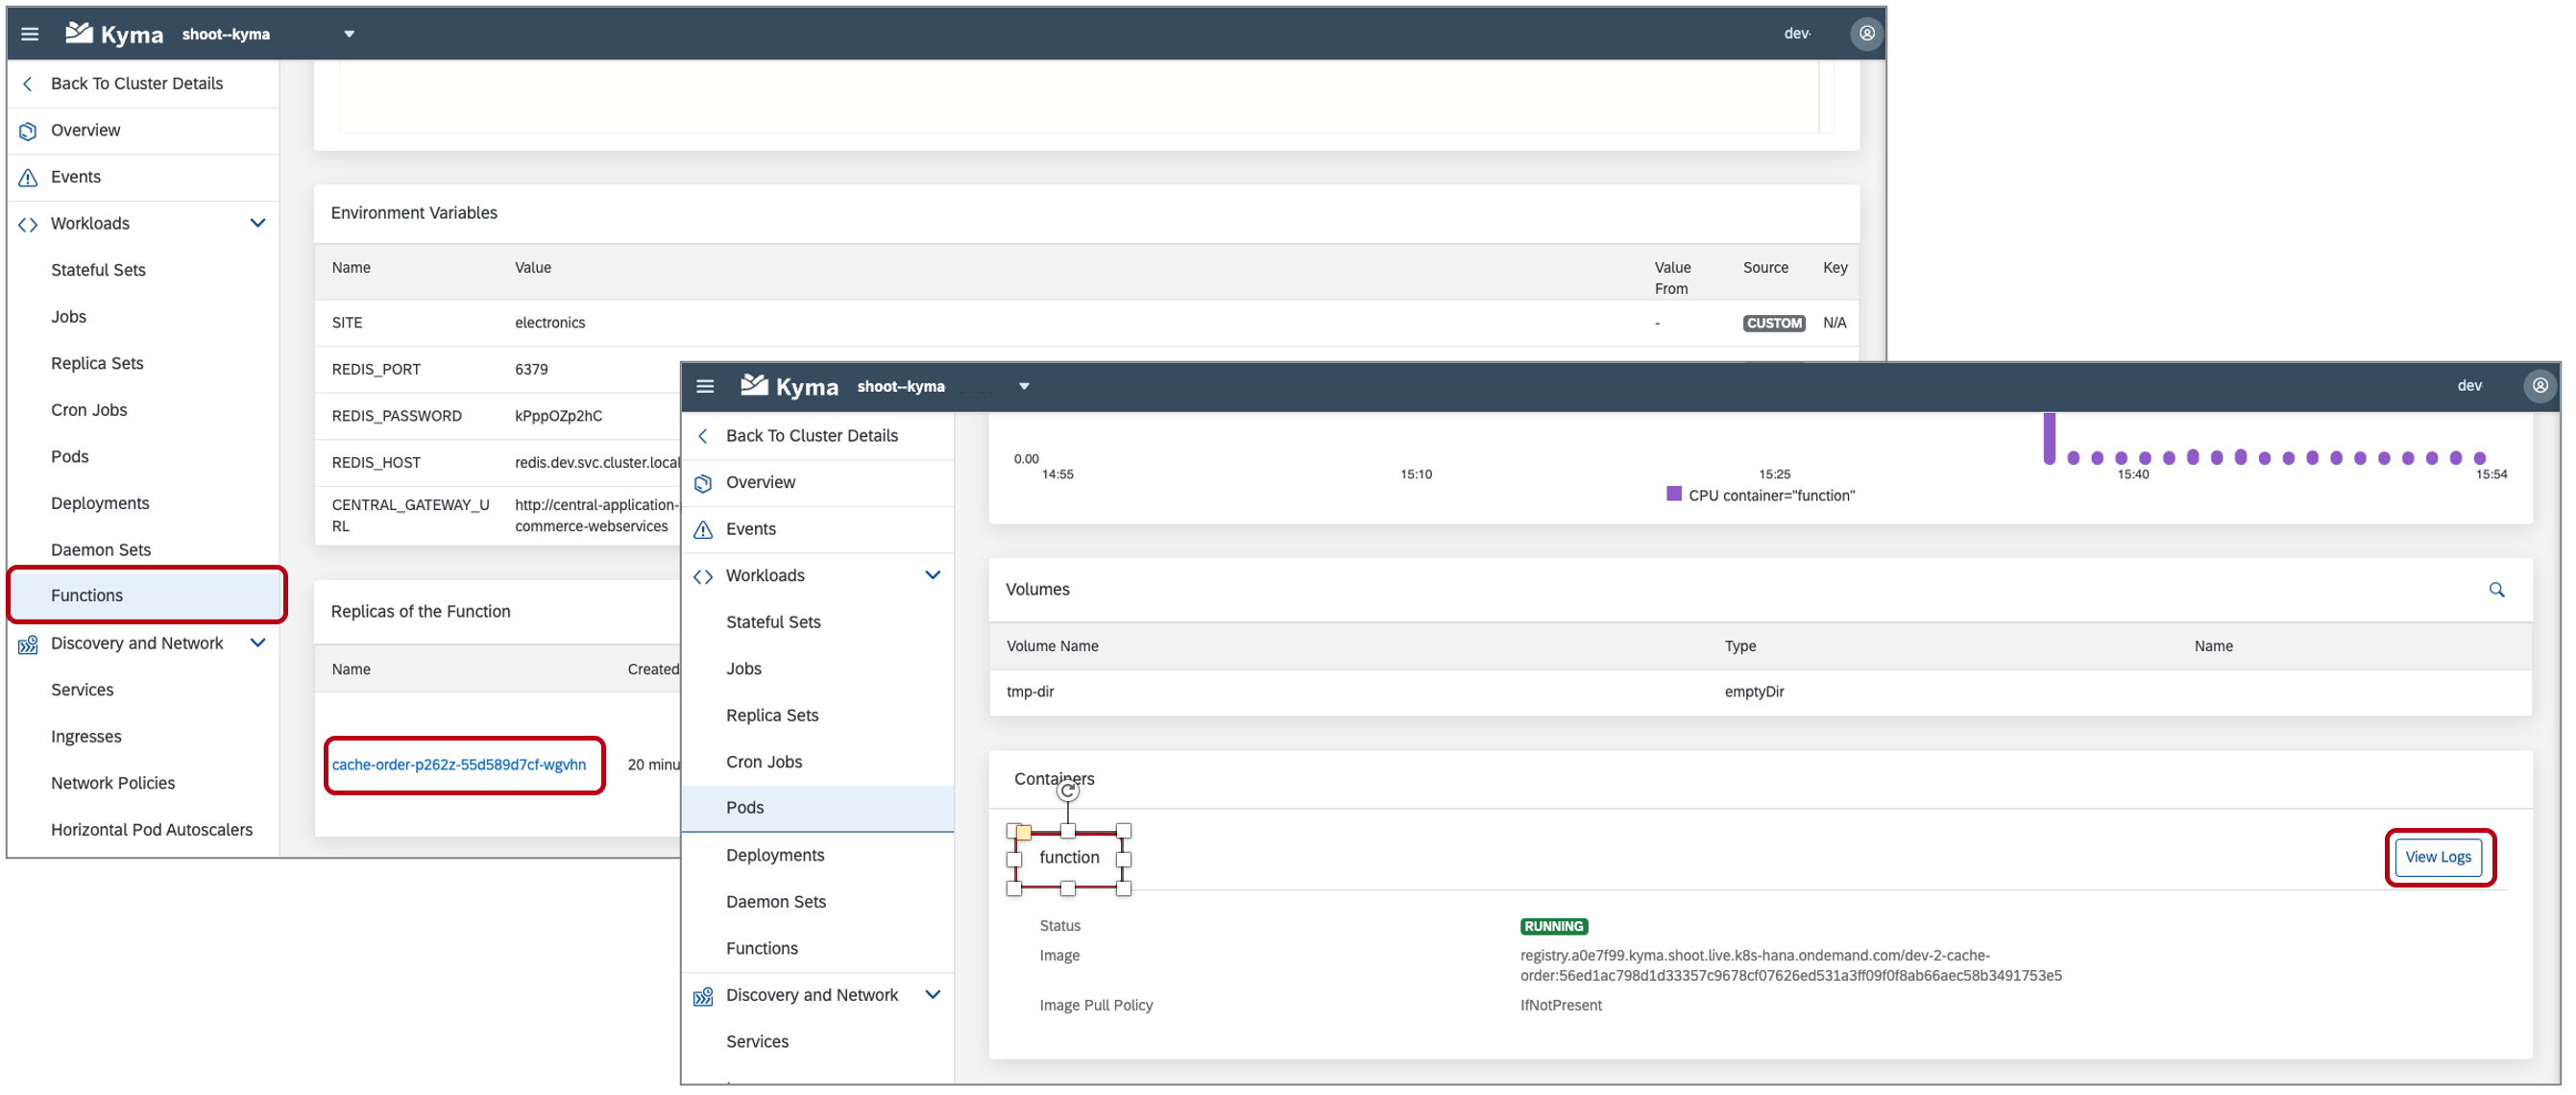 Kyma shoot--kyma
dev
Back To Cluster Details
Overview
Events
Workloads
Stateful Sets
Jobs
Replica Sets
Cron Jobs
Pods
Deployments
Daemon Sets
Functions
Discovery and Network
Services
Ingresses
Network Policies
Horizontal Pod Autoscalers
Environment Variables
Name Value Value From Source Key
SITE electronics - CUSTOM N/A
REDIS_PORT 6379
REDIS_PASSWORD kPppOZp2hC
REDIS_HOST redis.dev.svc.cluster.local
CENTRAL_GATEWAY_U
RL
http://central-application-
commerce-webservices
Replicas of the Function
Name Created
cache-order-p262z-55d589d7cf-wgvhn 20 minu
Kyma shoot--kyma
dev
Back To Cluster Details
Overview
Events
Workloads
Stateful Sets
Jobs
Replica Sets
Cron Jobs
Pods
Deployments
Daemon Sets
Functions
Discovery and Network
Services
0.00
14:55 15:10 15:25 15:40 15:54
CPU container="function"
Volumes
Volume Name Type Name
tmp-dir emptyDir
Containers
function View Logs
Status RUNNING
Image registry.a0e7f99.kyma.shoot.live.k8s-hana.ondemand.com/dev-2-cache-
order:56ed1ac798d1d33357c9678cf07626ed531a3ff09f0f8ab66aec58b3491753e5
Image Pull Policy IfNotPresent